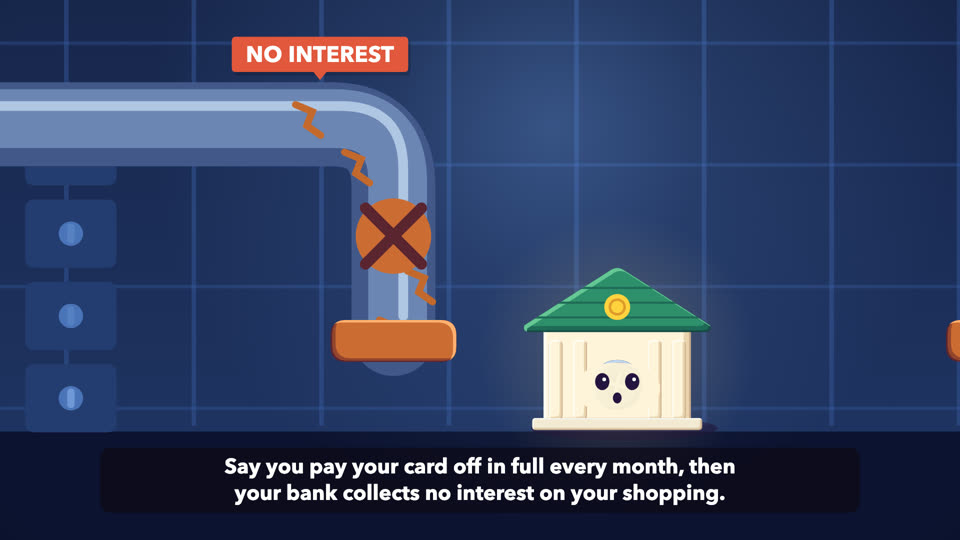 NO INTEREST
Say you pay your card off in full every month, then
your bank collects no interest on your shopping.